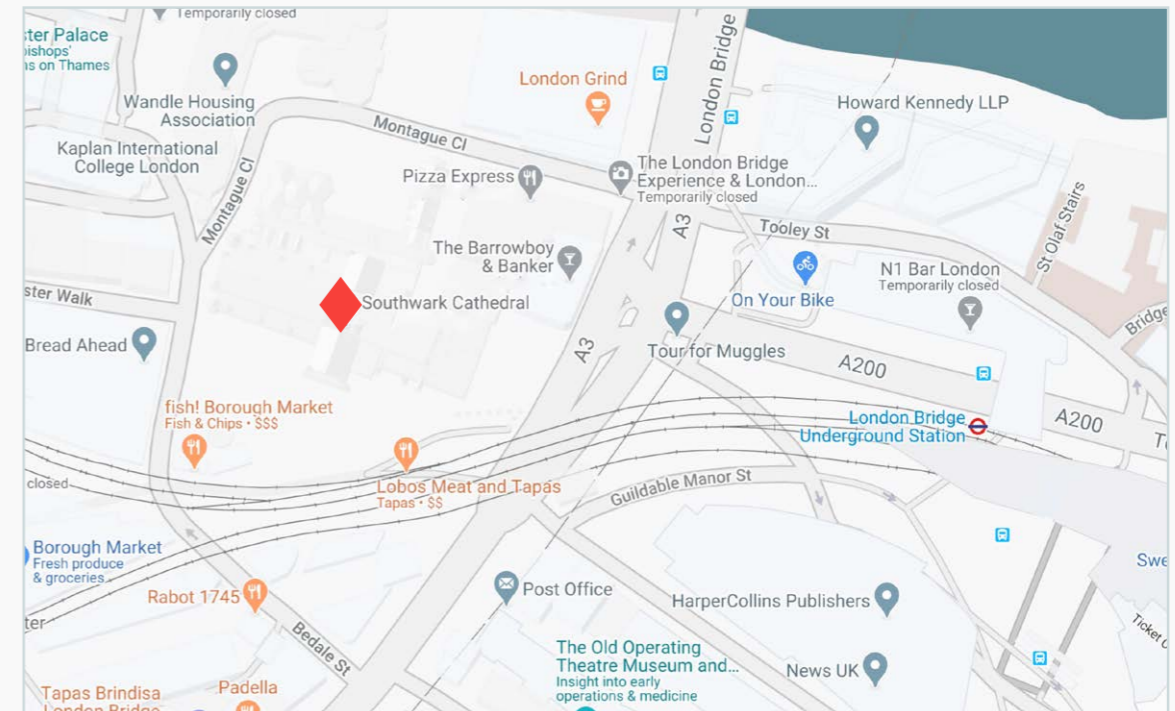 Temporarily closed
ster Palace
bishops'
ns on Thames
London Bridge
London Grind
Wandle Housing
Association
Howard Kennedy LLP
Montague Cl
Kaplan International
College London
Pizza Express
The London Bridge
Experience & London...
Temporarily closed
Montague Cl
St Olaf Stairs
A3
Tooley St
The Barrowboy
& Banker
N1 Bar London
Temporarily closed
On Your Bike
ster Walk
Southwark Cathedral
Bridge
Bread Ahead
A3
Tour for Muggles
A200
fish! Borough Market
Fish & Chips • $$$
London Bridge
Underground Station
A200
T
closed
Lobos Meat and Tapas
Tapas • $$
Guildable Manor St
Borough Market
Fresh produce
& groceries
Swe
Rabot 1745
Post Office
HarperCollins Publishers
ter
Bedale St
Ticket
The Old Operating
Theatre Museum and...
Insight into early
operations & medicine
News UK
Tapas Brindisa
London Bridge
Padella